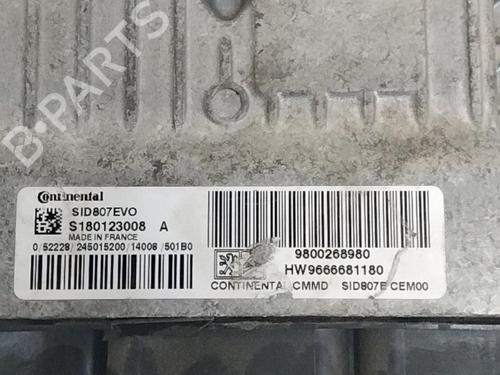 B-PARTS
Continental
SID807EVO
S180123008 A
MADE IN FRANCE
0/52228/245015200/14008/501B0
9800268980
HW9666681180
CONTINENTAL CMMD SID807E CEM00